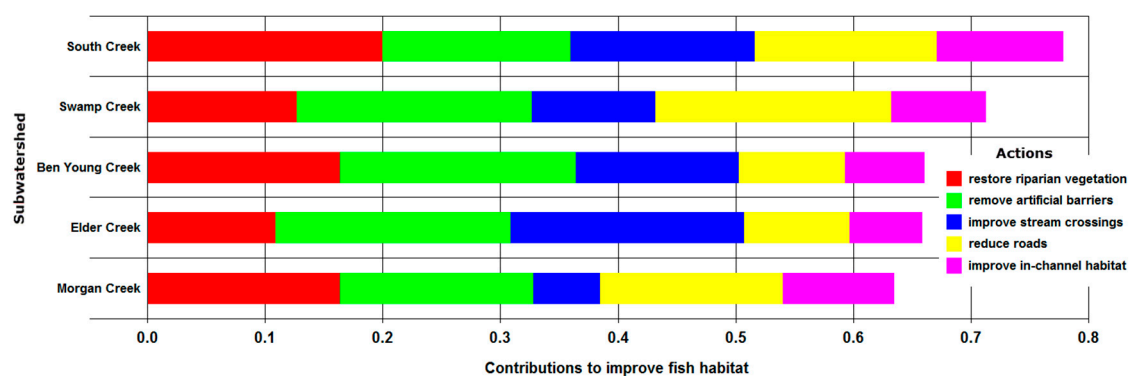 South Creek
Swamp Creek
Ben Young Creek
Elder Creek
Morgan Creek
Subwatershed
Actions
restore riparian vegetation
remove artificial barriers
improve stream crossings
reduce roads
improve in-channel habitat
0.0 0.1 0.2 0.3 0.4 0.5 0.6 0.7 0.8
Contributions to improve fish habitat